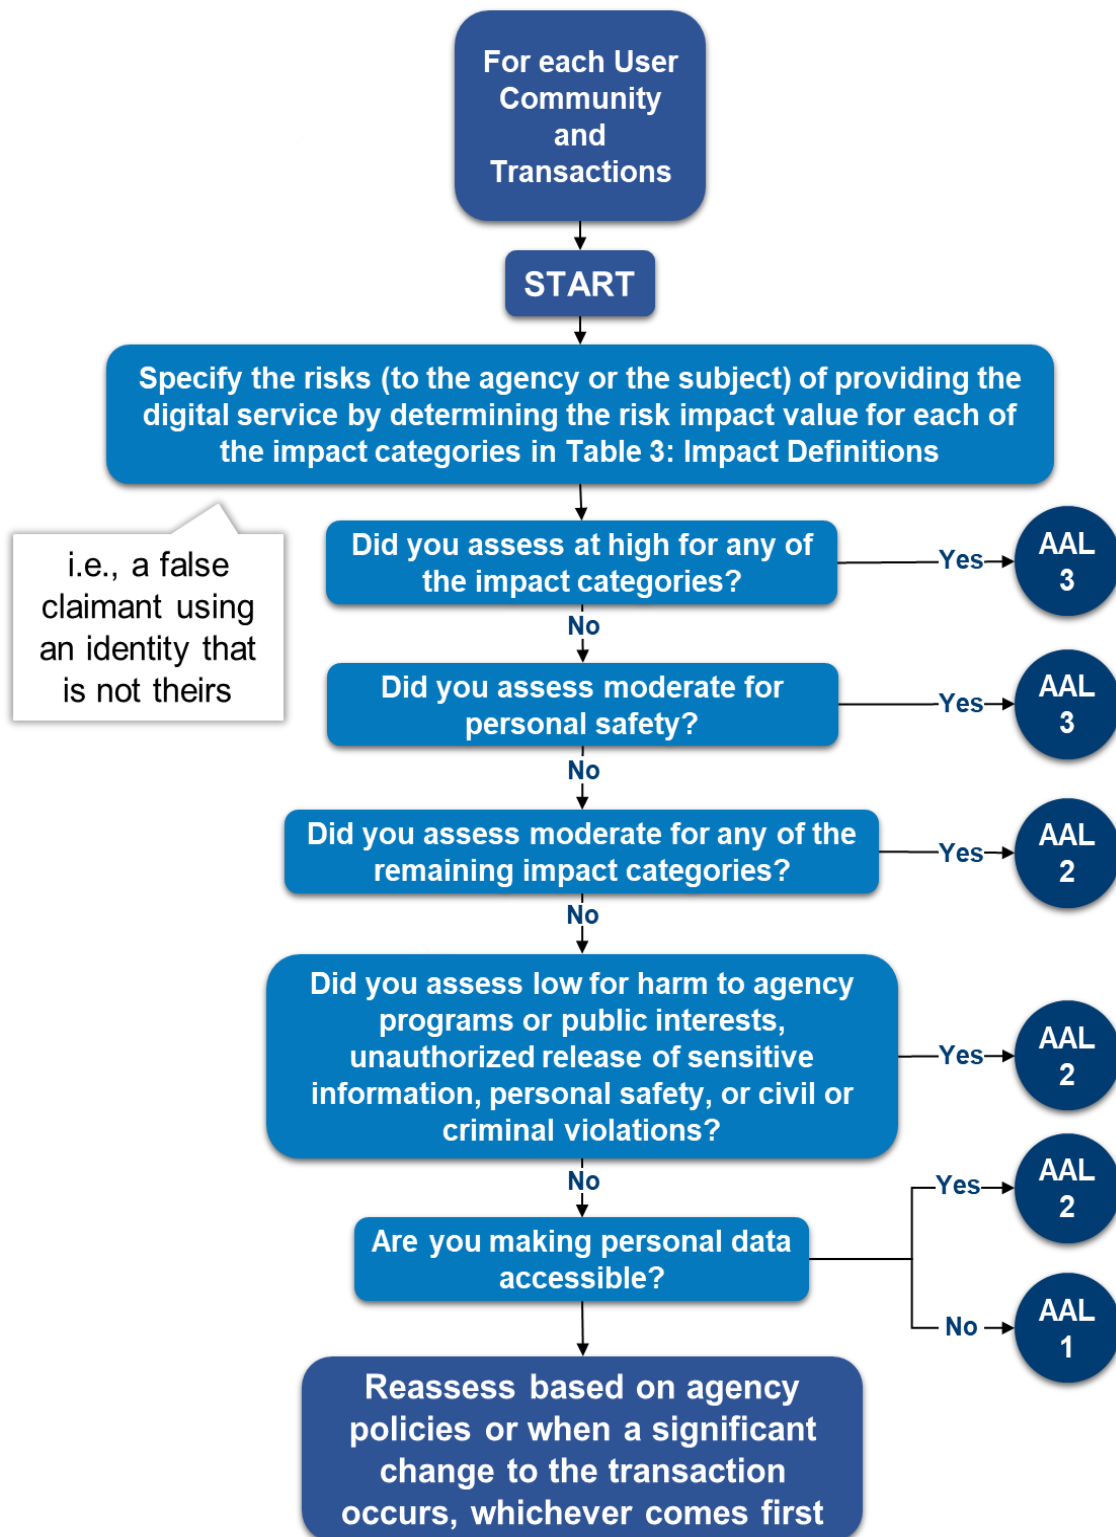 For each User
Community
and
Transactions
START
Specify the risks (to the agency or the subject) of providing the
digital service by determining the risk impact value for each of
the impact categories in Table 3: Impact Definitions
i.e., a false
claimant using
an identity that
is not theirs
Did you assess at high for any of
the impact categories?
Yes
AAL
3
No
Did you assess moderate for
personal safety?
Yes
AAL
3
No
Did you assess moderate for any of the
remaining impact categories?
Yes
AAL
2
No
Did you assess low for harm to agency
programs or public interests,
unauthorized release of sensitive
information, personal safety, or civil or
criminal violations?
Yes
AAL
2
No
Are you making personal data
accessible?
Yes
AAL
2
No
AAL
1
Reassess based on agency
policies or when a significant
change to the transaction
occurs, whichever comes first